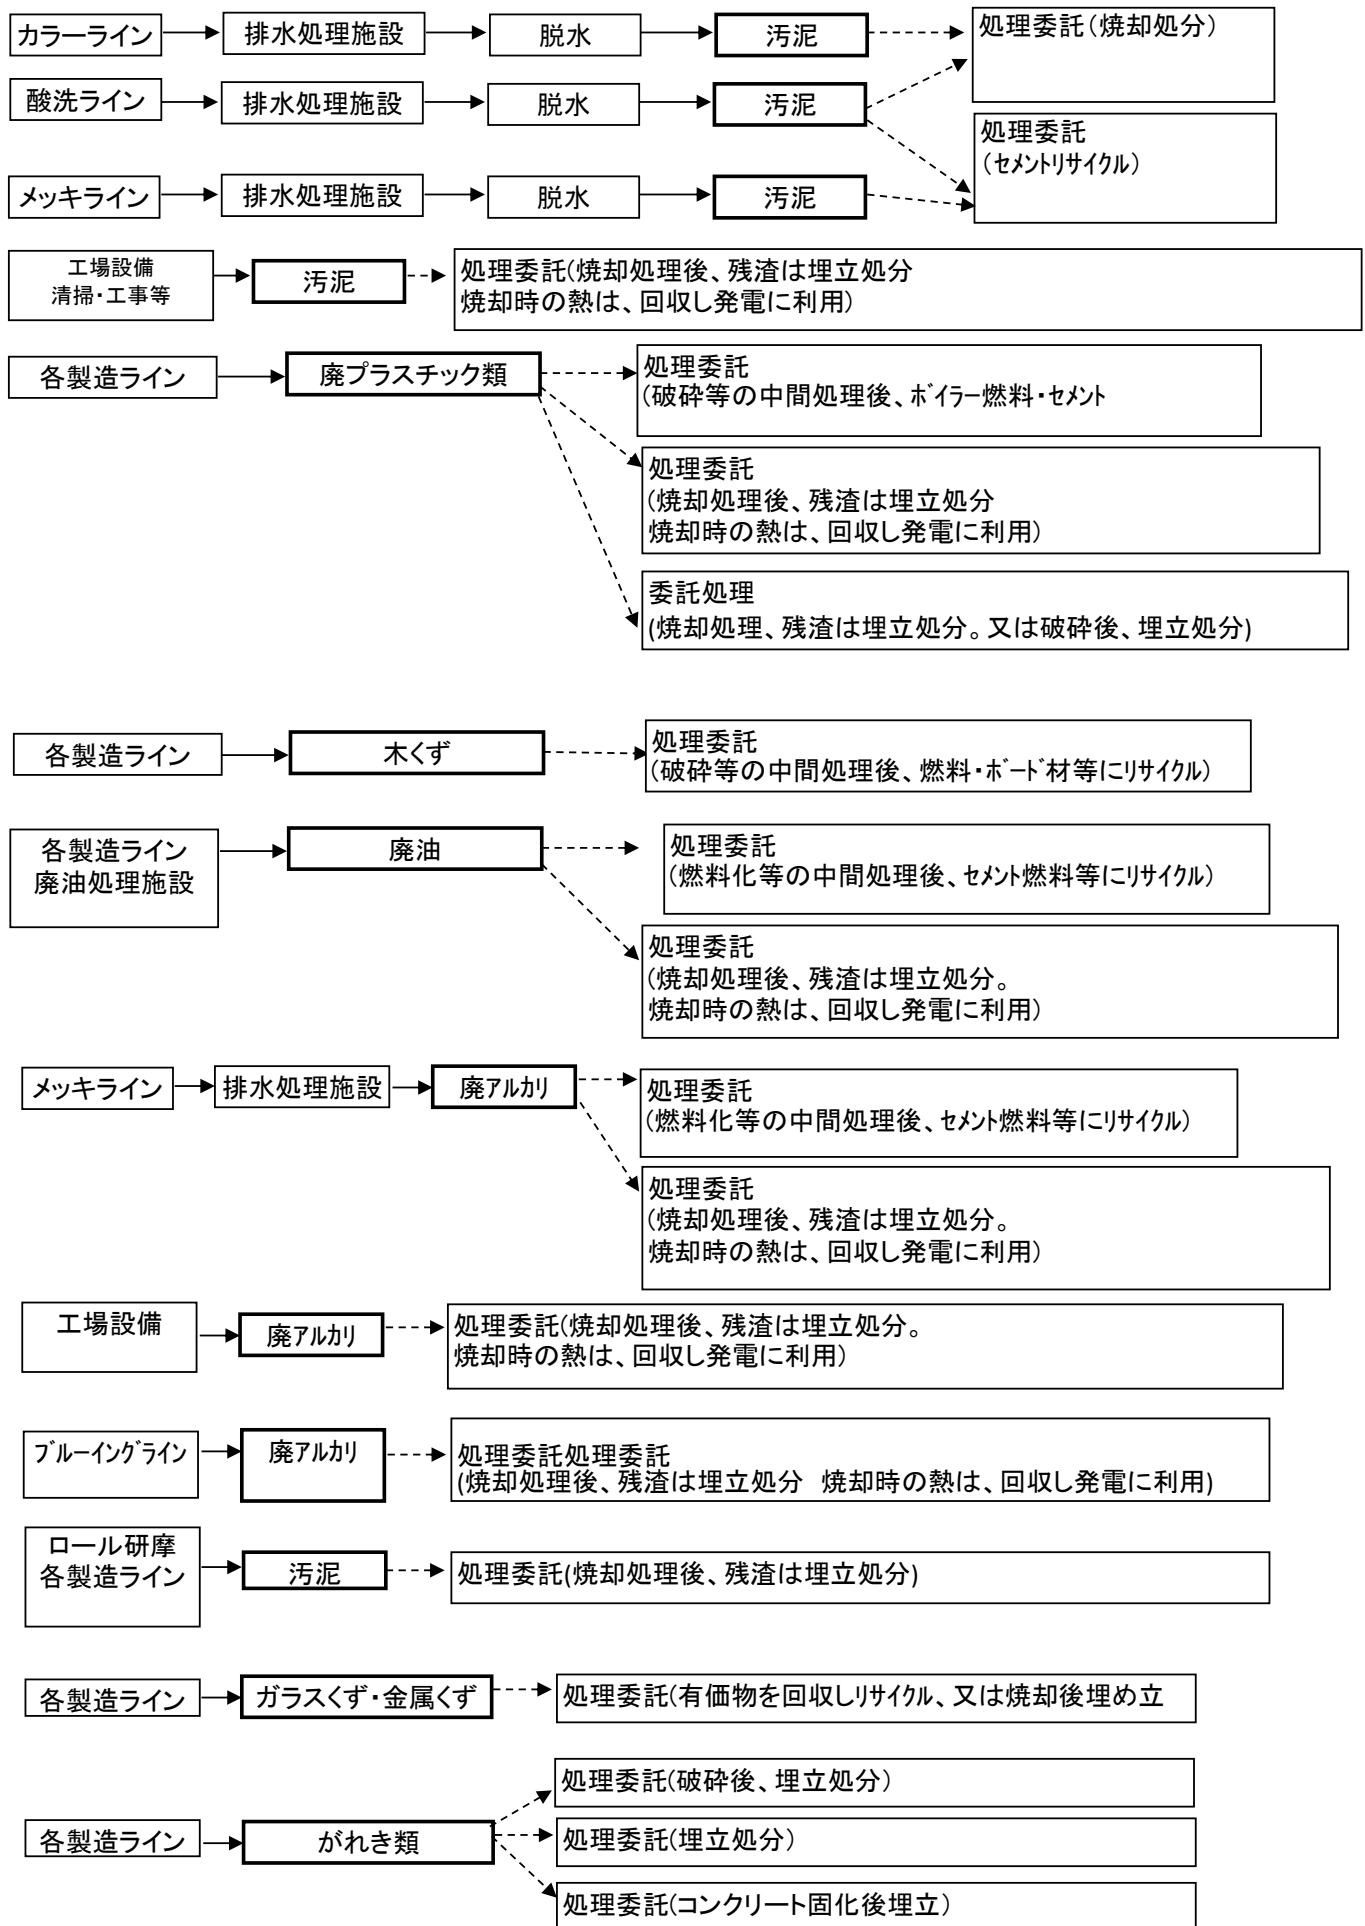 カラーライン
排水処理施設
脱水
汚泥
処理委託(焼却処分)
酸洗ライン
排水処理施設
脱水
汚泥
処理委託
(セメントリサイクル)
メッキライン
排水処理施設
脱水
汚泥
工場設備
清掃・工事等
汚泥
処理委託(焼却処理後、残渣は埋立処分
焼却時の熱は、回収し発電に利用)
各製造ライン
廃プラスチック類
処理委託
(破砕等の中間処理後、ボイラー燃料・セメント
処理委託
(焼却処理後、残渣は埋立処分
焼却時の熱は、回収し発電に利用)
委託処理
(焼却処理、残渣は埋立処分。又は破砕後、埋立処分)
各製造ライン
木くず
処理委託
(破砕等の中間処理後、燃料・ボード材等にリサイクル)
各製造ライン
廃油処理施設
廃油
処理委託
(燃料化等の中間処理後、セメント燃料等にリサイクル)
処理委託
(焼却処理後、残渣は埋立処分。
焼却時の熱は、回収し発電に利用)
メッキライン
排水処理施設
廃アルカリ
処理委託
(燃料化等の中間処理後、セメント燃料等にリサイクル)
処理委託
(焼却処理後、残渣は埋立処分。
焼却時の熱は、回収し発電に利用)
工場設備
廃アルカリ
処理委託(焼却処理後、残渣は埋立処分。
焼却時の熱は、回収し発電に利用)
ブルーイングライン
廃アルカリ
処理委託処理委託
(焼却処理後、残渣は埋立処分 焼却時の熱は、回収し発電に利用)
ロール研摩
各製造ライン
汚泥
処理委託(焼却処理後、残渣は埋立処分)
各製造ライン
ガラスくず・金属くず
処理委託(有価物を回収しリサイクル、又は焼却後埋め立
各製造ライン
がれき類
処理委託(破砕後、埋立処分)
処理委託(埋立処分)
処理委託(コンクリート固化後埋立)